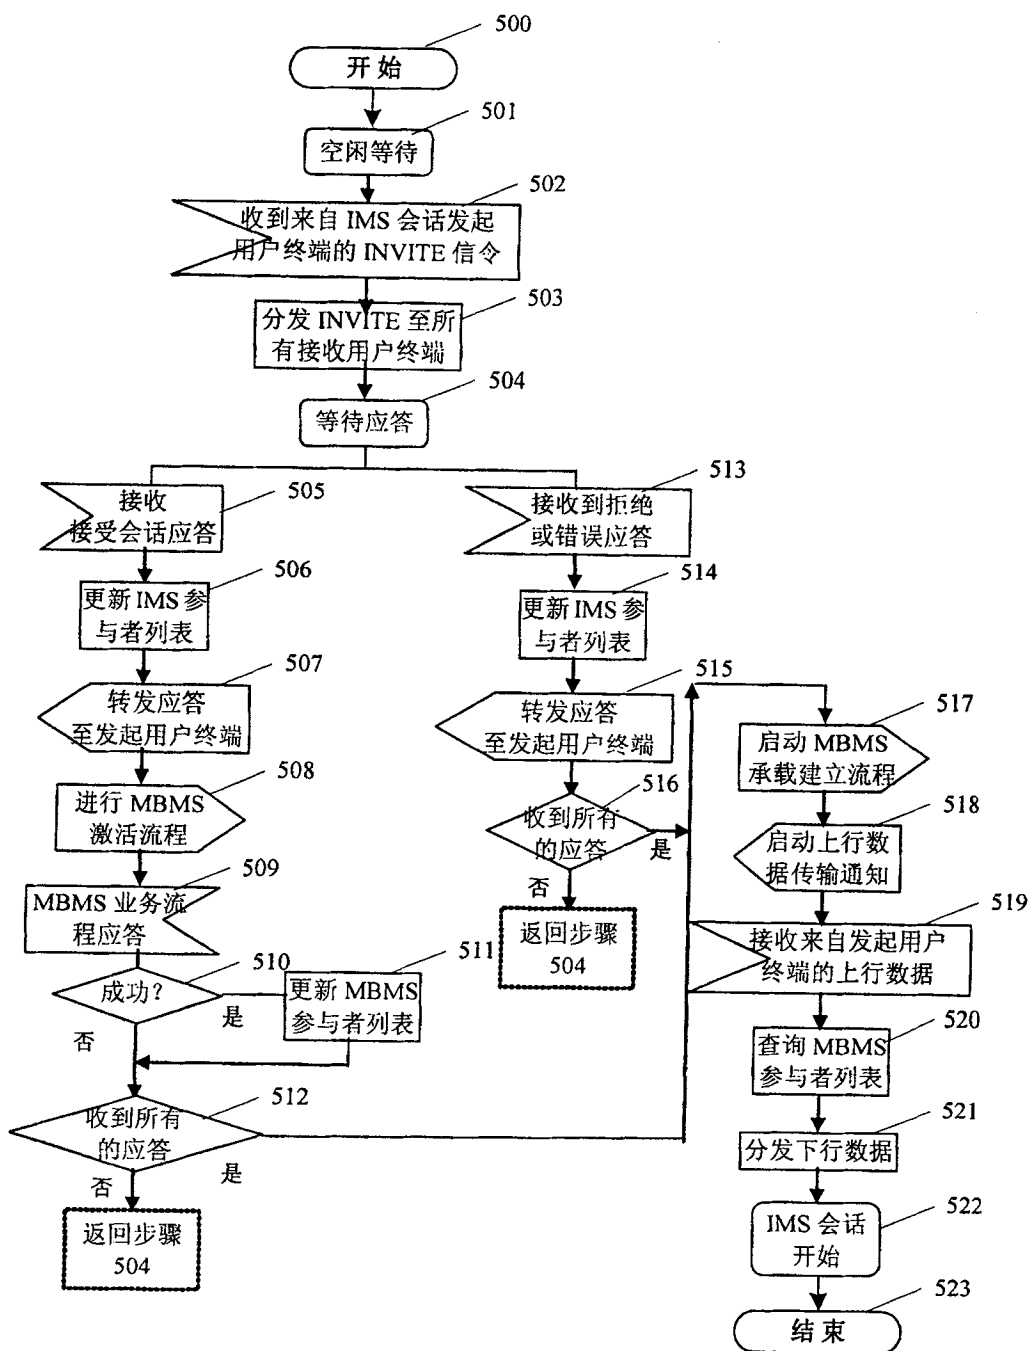 500
开 始
501
空闲等待
502
收到来自 IMS 会话发起
用户终端的 INVITE 信令
503
分发 INVITE 至所
有接收用户终端
504
等待应答
505
接收
接受会话应答
506
更新 IMS 参
与者列表
507
转发应答
至发起用户终端
508
进行 MBMS
激活流程
509
MBMS 业务流
程应答
510
成功?
是
否
511
更新 MBMS
参与者列表
512
收到所有
的应答
是
否
返回步骤
504
513
接收到拒绝
或错误应答
514
更新 IMS 参
与者列表
515
转发应答
至发起用户终端
516
收到所有
的应答
是
否
返回步骤
504
517
启动 MBMS
承载建立流程
518
启动上行数
据传输通知
519
接收来自发起用户
终端的上行数据
520
查询 MBMS
参与者列表
521
分发下行数据
522
IMS 会话
开始
523
结 束